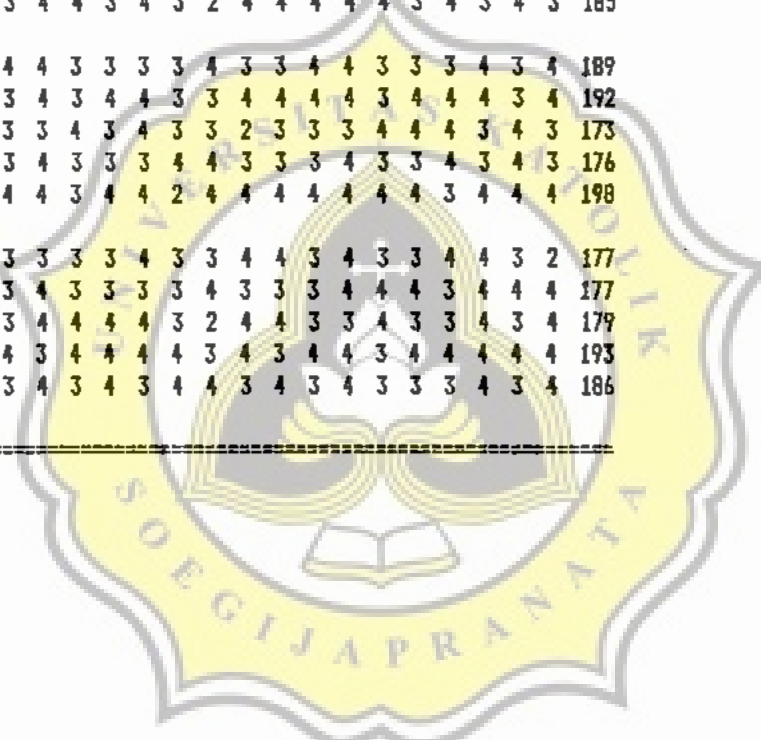 3 4 4 3 4 3 2 4 4 4 4 4 3 4 3 4 3 185
4 4 3 3 3 3 4 3 3 4 4 3 3 3 4 3 4 189
3 4 3 4 4 3 3 4 4 4 4 3 4 4 4 3 4 192
3 3 4 3 4 3 3 2 3 3 3 4 4 4 3 4 3 173
3 4 3 3 3 4 4 3 3 3 4 3 3 4 3 4 3 176
4 4 3 4 4 2 4 4 4 4 4 4 4 3 4 4 4 198
3 3 3 3 4 3 3 4 4 3 4 3 3 4 4 3 2 177
3 4 3 3 3 3 4 3 3 3 4 4 4 3 4 4 4 177
3 4 4 4 4 3 2 4 4 3 3 4 3 3 4 3 4 179
4 3 4 4 4 4 3 4 3 4 4 3 4 4 4 4 4 193
3 4 3 4 3 4 4 3 4 3 4 3 3 3 4 3 4 186
UNIVERSITAS KATOLIK
SOEGIJAPRANATA